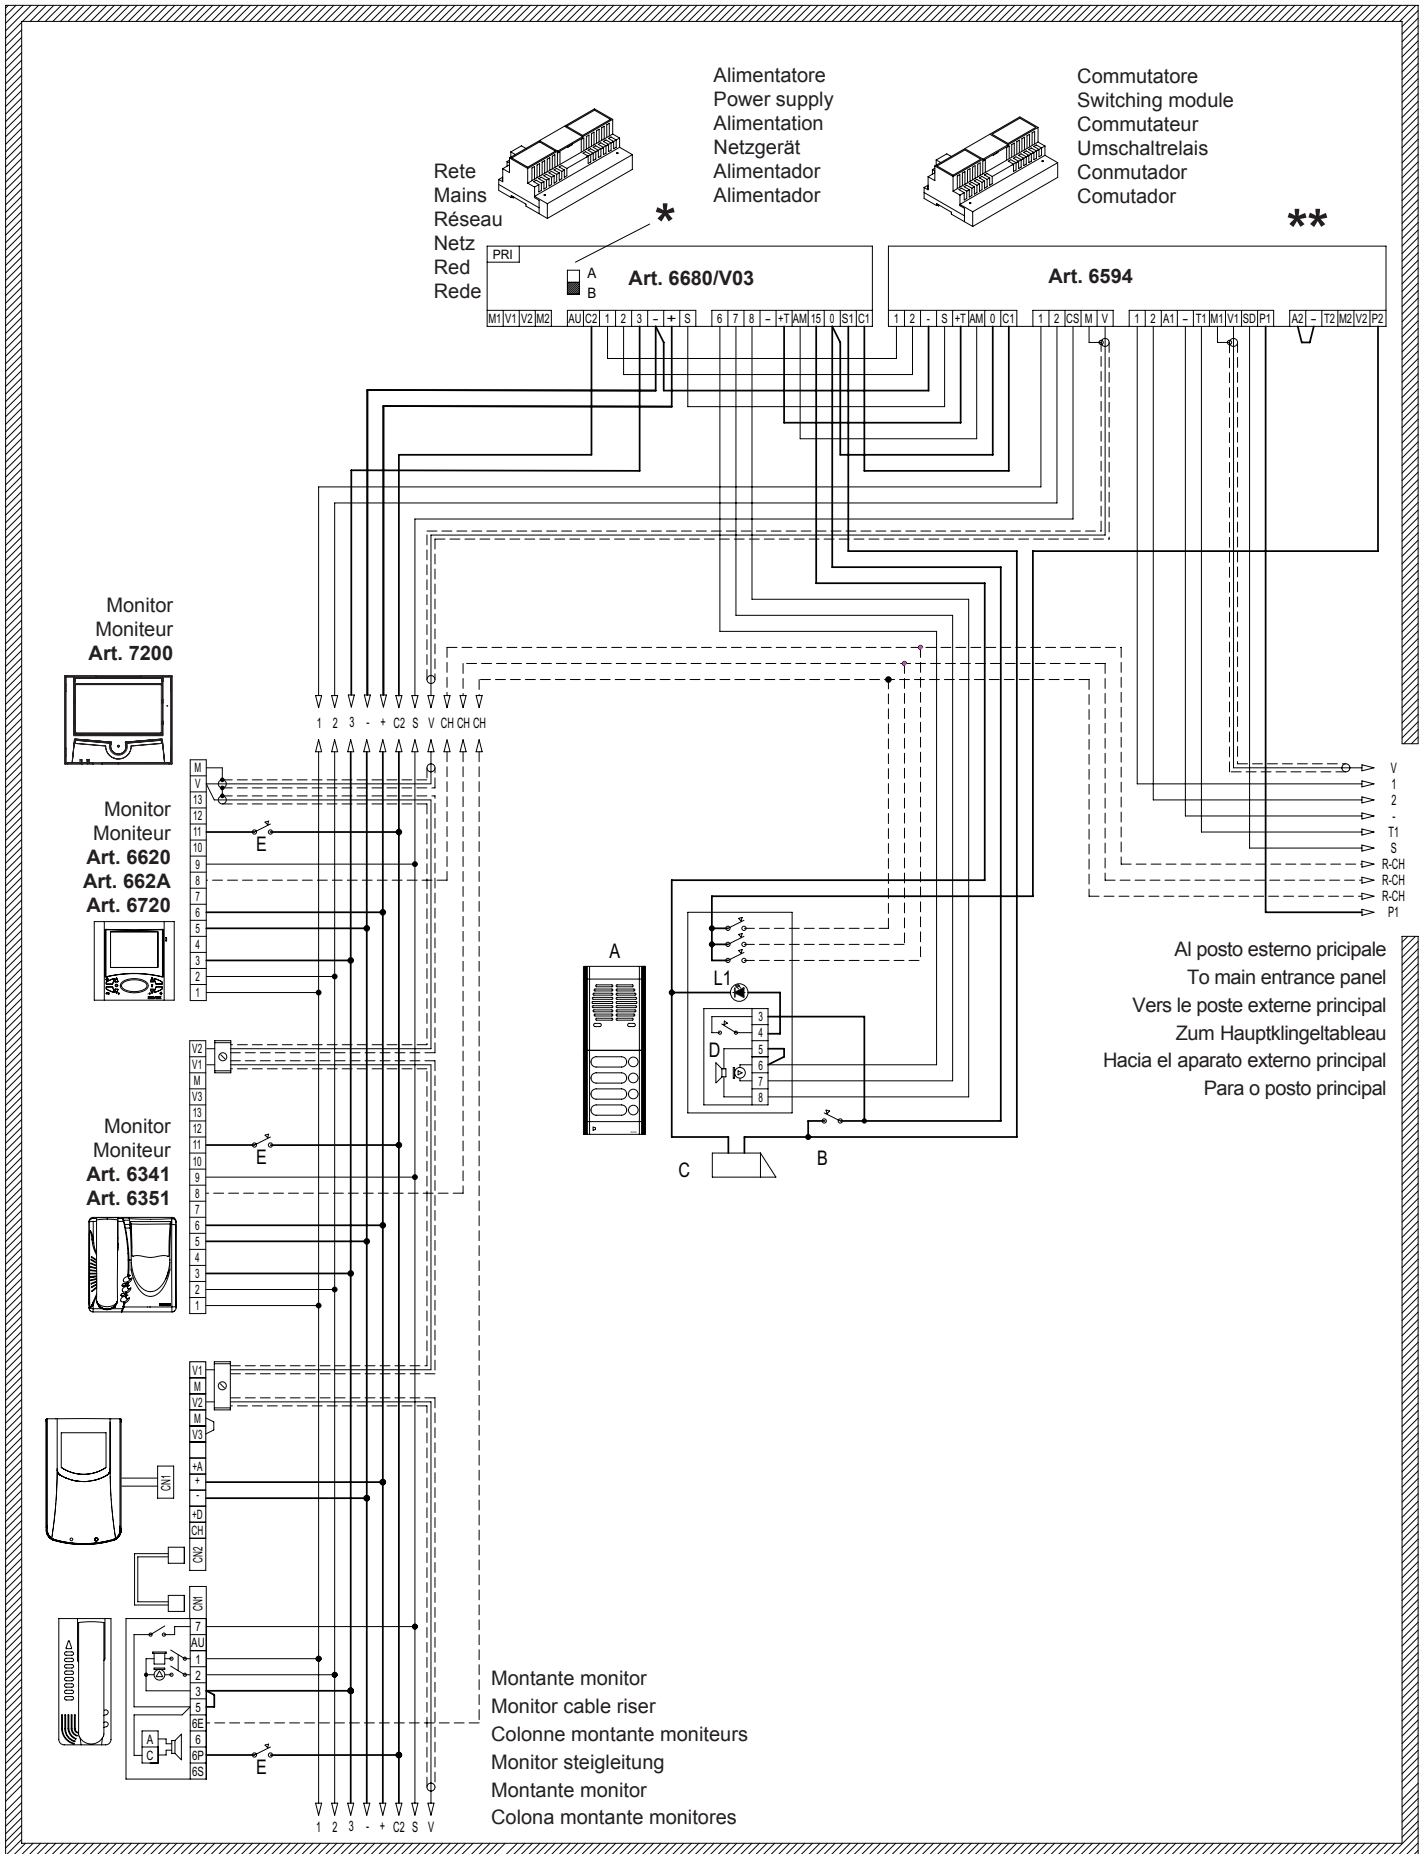 Alimentatore
Power supply
Alimentation
Netzgerät
Alimentador
Alimentador
Commutatore
Switching module
Commutateur
Umschaltrelais
Conmutador
Comutador
Rete
Mains
Réseau
Netz
Red
Rede
*
**
PRI
A
B
Art. 6680/V03
Art. 6594
M1 V1 V2 M2 AU C2 1 2 3 – + S 6 7 8 – +T AM 15 0 S1 C1
1 2 - S +T AM 0 C1 1 2 CS M V 1 2 A1 – T1 M1 V1 SD P1 A2 – T2 M2 V2 P2
Monitor
Moniteur
Art. 7200
1 2 3 - + C2 S V CH CH CH
M
V
13
12
11
10
9
8
7
6
5
4
3
2
1
E
Monitor
Moniteur
Art. 6620
Art. 662A
Art. 6720
V
1
2
-
T1
S
R-CH
R-CH
R-CH
P1
Al posto esterno pricipale
To main entrance panel
Vers le poste externe principal
Zum Hauptklingeltableau
Hacia el aparato externo principal
Para o posto principal
A
L1
D
3
4
5
6
7
8
P
C
B
V2
V1
M
V3
13
12
11
10
9
8
7
6
5
4
3
2
1
E
Monitor
Moniteur
Art. 6341
Art. 6351
V1
M
V2
M
V3
+A
+
-
+D
CH
CN2
CN1
CN1
7
AU
1
2
3
5
6E
6
6P
6S
A
C
E
Montante monitor
Monitor cable riser
Colonne montante moniteurs
Monitor steigleitung
Montante monitor
Colona montante monitores
1 2 3 - + C2 S V